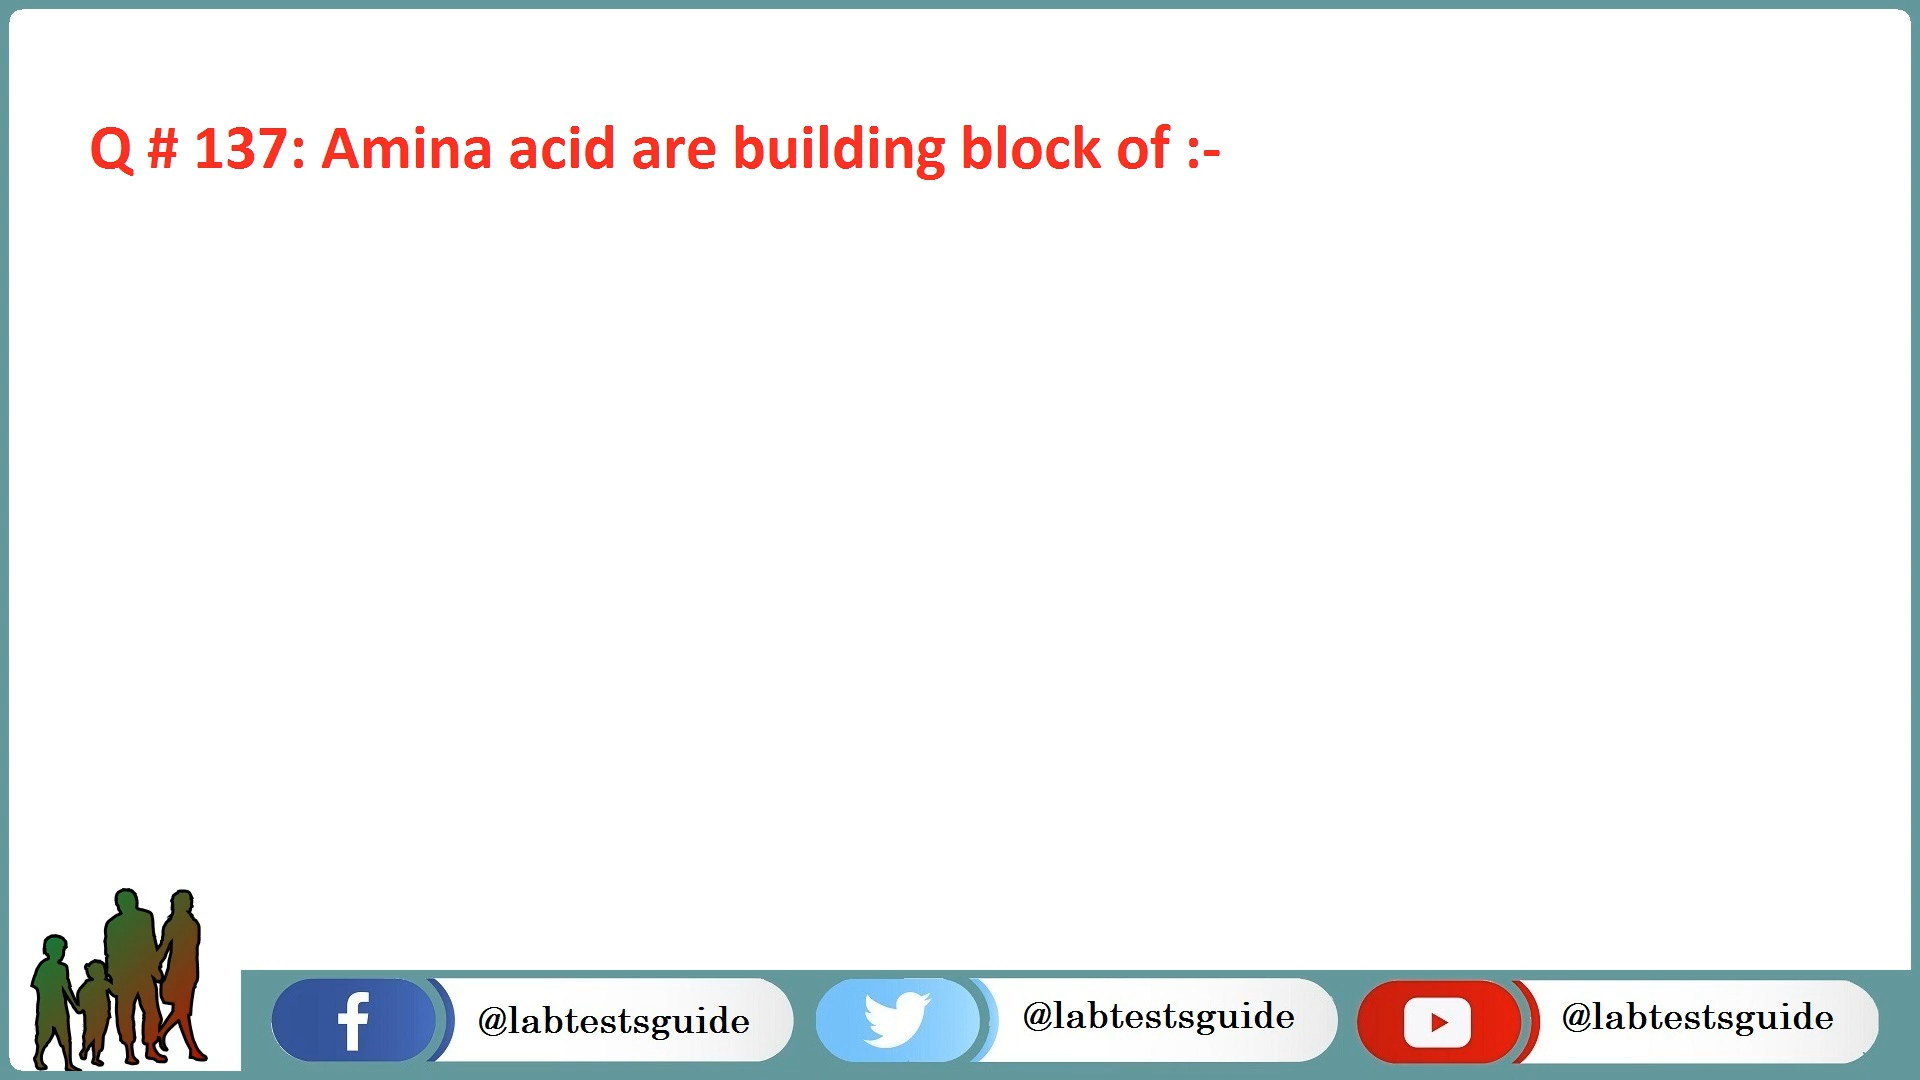 Q # 137: Amina acid are building block of :-
@labtestsguide
@labtestsguide
@labtestsguide